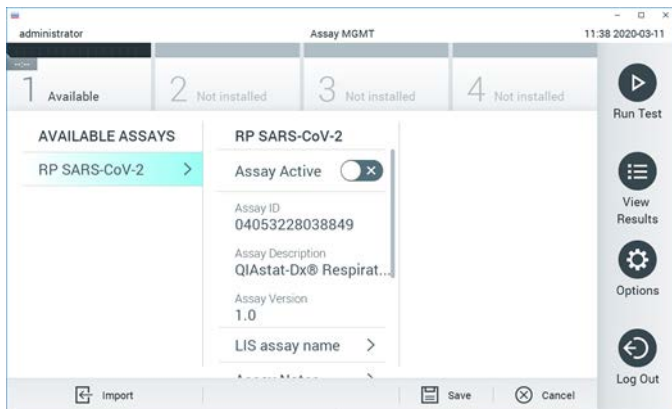 administrator Assay MGMT 11:38 2020-03-11
1 Available 2 Not installed 3 Not installed 4 Not installed
Run Test
AVAILABLE ASSAYS RP SARS-CoV-2
RP SARS-CoV-2 Assay Active
Assay ID
04053228038849
View
Results
Assay Description
QIAstat-Dx® Respirat...
Options
Assay Version
1.0
LIS assay name
Log Out
Import Save Cancel